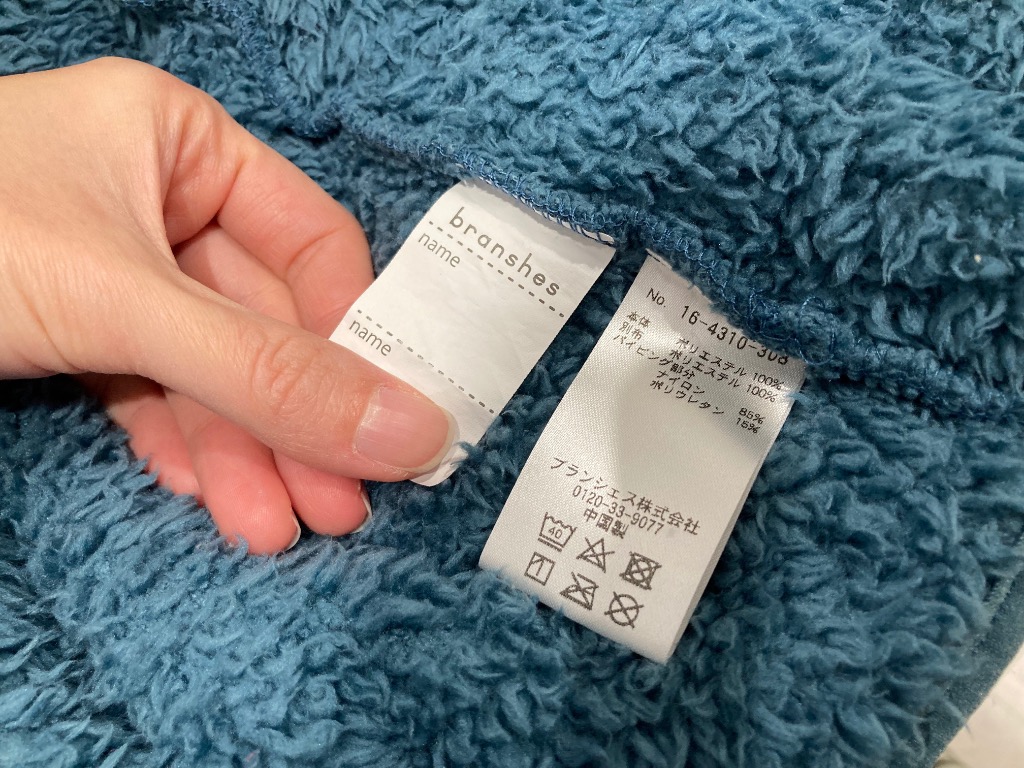 branshes
name
name
No. 16-4310-303
本体 ポリエステル 100%
別布 ポリエステル 100%
パイピング部分
ナイロン 85%
ポリウレタン 15%
ブランシェス株式会社
0120-33-9077
中国製
40